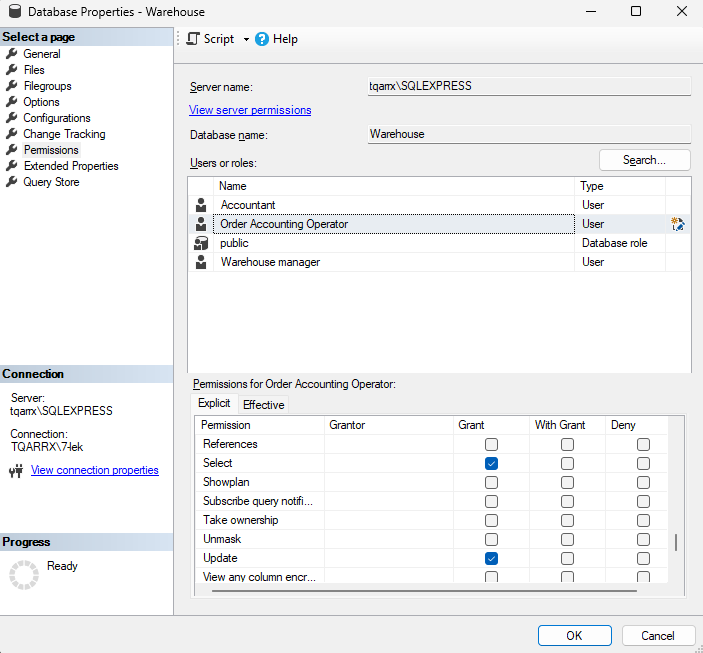 Database Properties - Warehouse
Select a page
General
Files
Filegroups
Options
Configurations
Change Tracking
Permissions
Extended Properties
Query Store
Connection
Server:
tqarrx\SQLEXPRESS
Connection:
TQARRX\7-lek
View connection properties
Progress
Ready
Script
Help
Server name:
tqarrx\SQLEXPRESS
View server permissions
Database name:
Warehouse
Users or roles:
Search...
Name Type
Accountant User
Order Accounting Operator User
public Database role
Warehouse manager User
Permissions for Order Accounting Operator:
Explicit Effective
Permission Grantor Grant With Grant Deny
References
Select
Showplan
Subscribe query notifi...
Take ownership
Unmask
Update
View any column encr...
OK Cancel